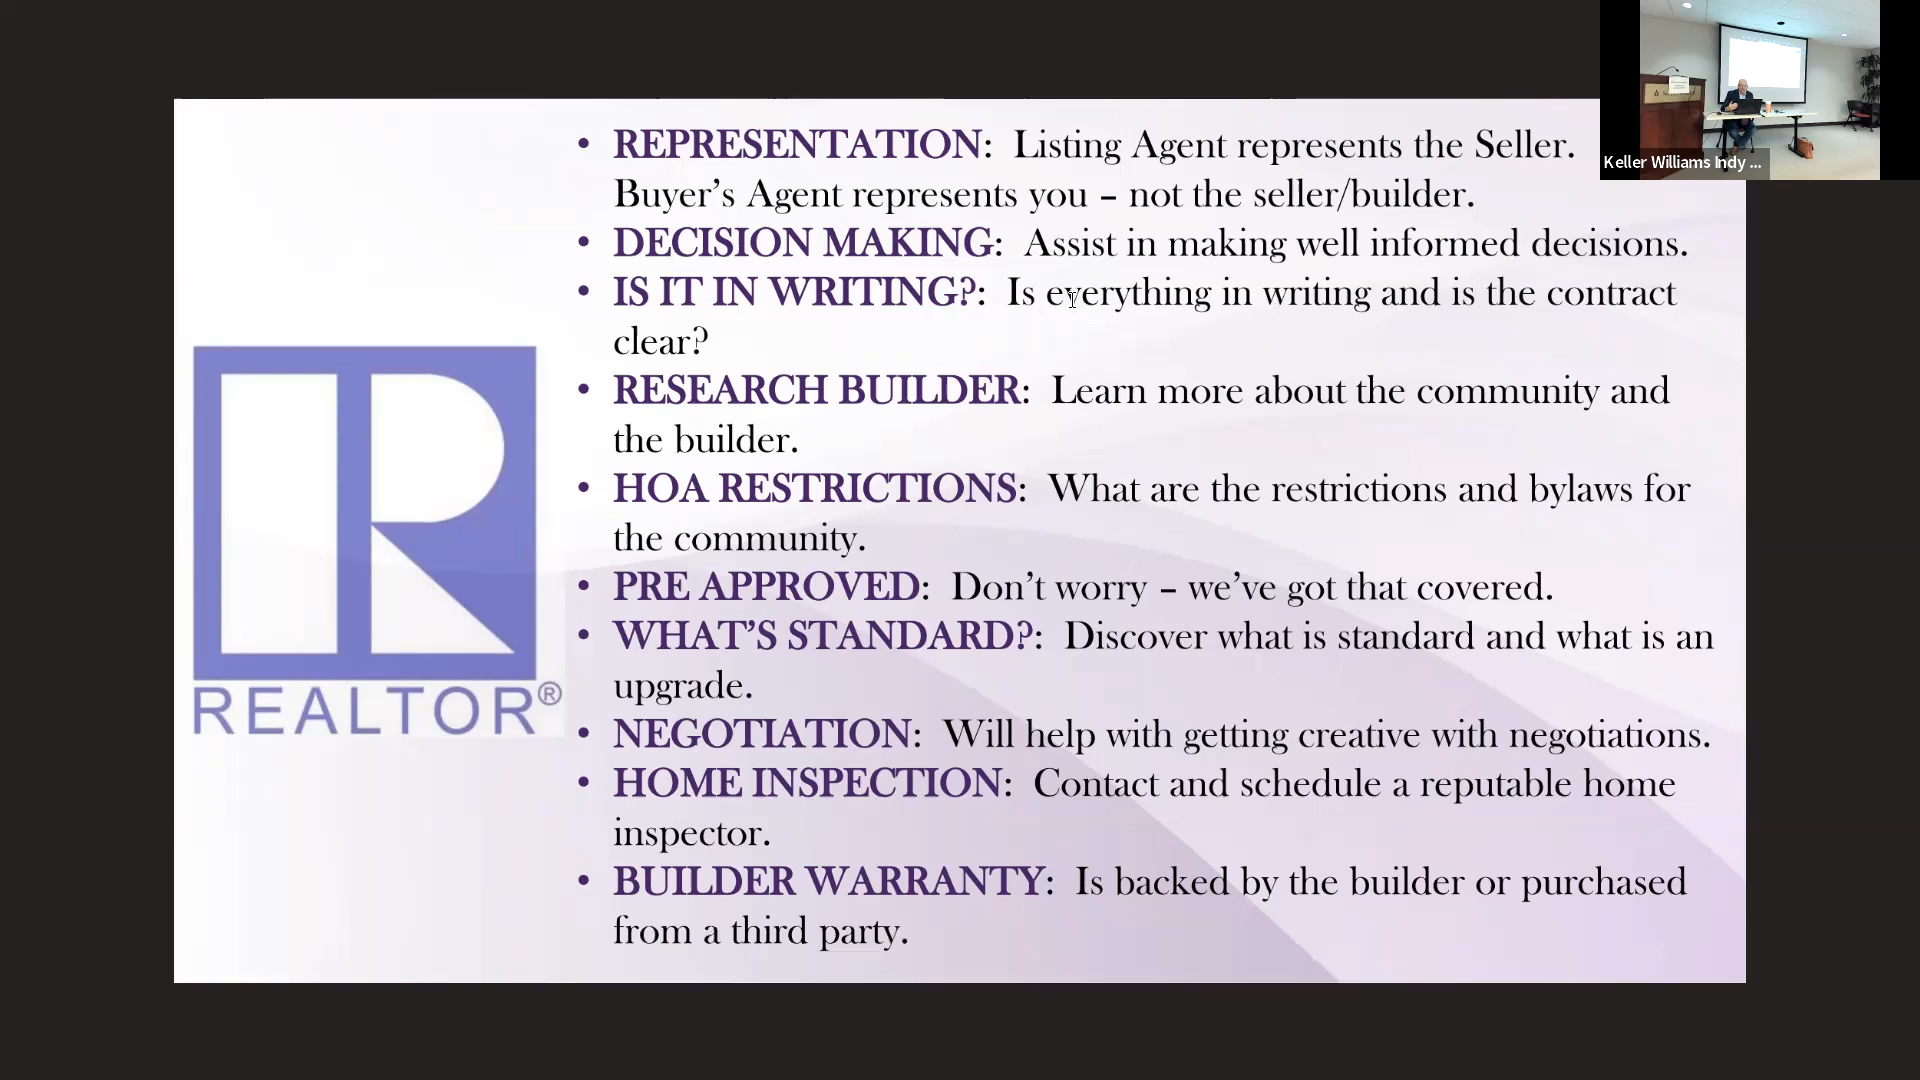 • REPRESENTATION: Listing Agent represents the Seller.
Buyer’s Agent represents you – not the seller/builder.
• DECISION MAKING: Assist in making well informed decisions.
• IS IT IN WRITING?: Is everything in writing and is the contract
clear?
• RESEARCH BUILDER: Learn more about the community and
the builder.
• HOA RESTRICTIONS: What are the restrictions and bylaws for
the community.
• PRE APPROVED: Don’t worry – we’ve got that covered.
• WHAT’S STANDARD?: Discover what is standard and what is an
upgrade.
• NEGOTIATION: Will help with getting creative with negotiations.
• HOME INSPECTION: Contact and schedule a reputable home
inspector.
• BUILDER WARRANTY: Is backed by the builder or purchased
from a third party.
R
REALTOR®
Keller Williams Indy ...